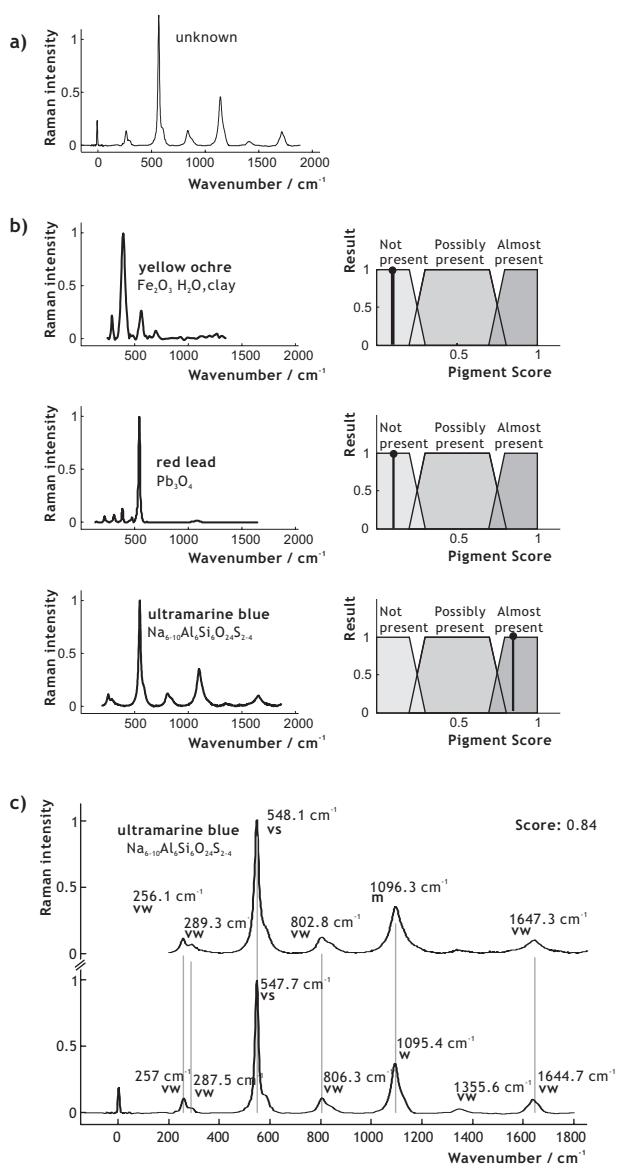 a)
unknown
Raman intensity
1
0.5
0
0 500 1000 1500 2000
Wavenumber / cm⁻¹
b)
Raman intensity
1
0.5
0
yellow ochre
Fe₂O₃ H₂O,clay
500 1000 1500 2000
Wavenumber / cm⁻¹
Result
Not present
Possibly present
Almost present
1
0.5
0
0.5 1
Pigment Score
Raman intensity
1
0.5
0
red lead
Pb₃O₄
500 1000 1500 2000
Wavenumber / cm⁻¹
Result
Not present
Possibly present
Almost present
1
0.5
0
0.5 1
Pigment Score
Raman intensity
1
0.5
0
ultramarine blue
Na₆₋₁₀Al₆Si₆O₂₄S₂₋₄
500 1000 1500 2000
Wavenumber / cm⁻¹
Result
Not present
Possibly present
Almost present
1
0.5
0
0.5 1
Pigment Score
c)
Raman intensity
ultramarine blue
Na₆₋₁₀Al₆Si₆O₂₄S₂₋₄
Score: 0.84
1
0.5
0
256.1 cm⁻¹
vw
289.3 cm⁻¹
vw
548.1 cm⁻¹
vs
802.8 cm⁻¹
vw
1096.3 cm⁻¹
m
1647.3 cm⁻¹
vw
1
0.5
0
257 cm⁻¹
vw
287.5 cm⁻¹
vw
547.7 cm⁻¹
vs
806.3 cm⁻¹
vw
1095.4 cm⁻¹
w
1355.6 cm⁻¹
vw
1644.7 cm⁻¹
vw
0 200 400 600 800 1000 1200 1400 1600 1800
Wavenumber / cm⁻¹